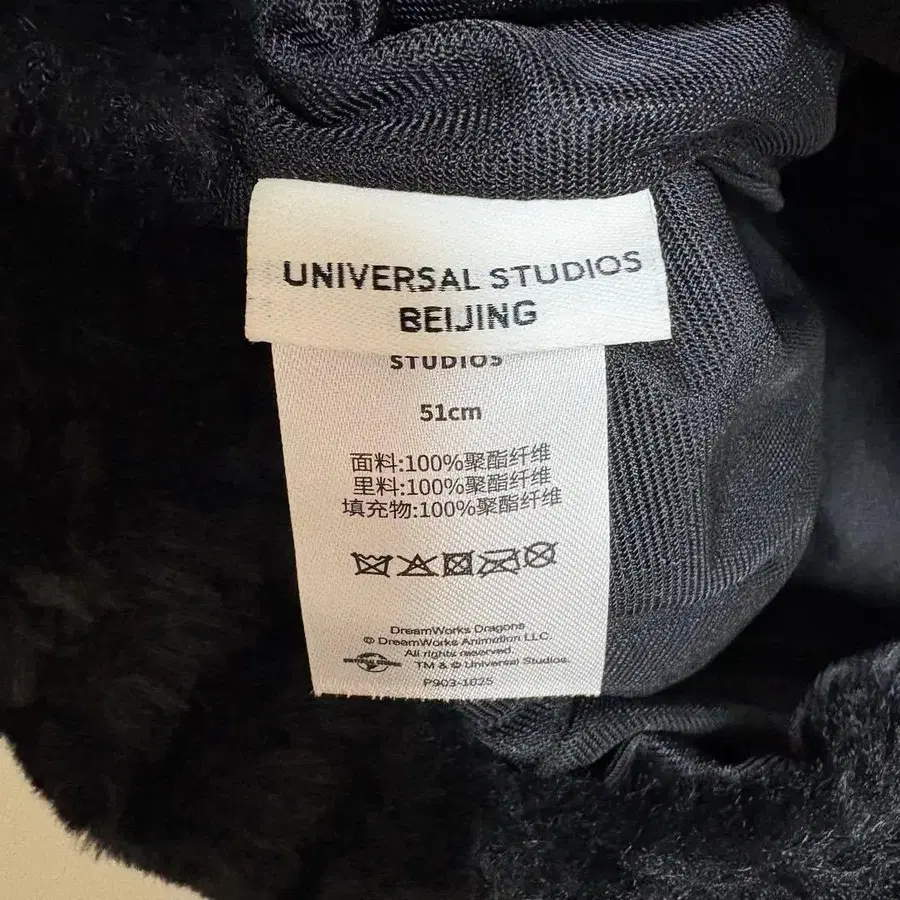 UNIVERSAL STUDIOS
BEIJING
STUDIOS
51cm
面料:100%聚酯纤维
里料:100%聚酯纤维
填充物:100%聚酯纤维
DreamWorks Dragons
© DreamWorks Animation LLC.
All rights reserved.
TM & © Universal Studios.
P903-1025